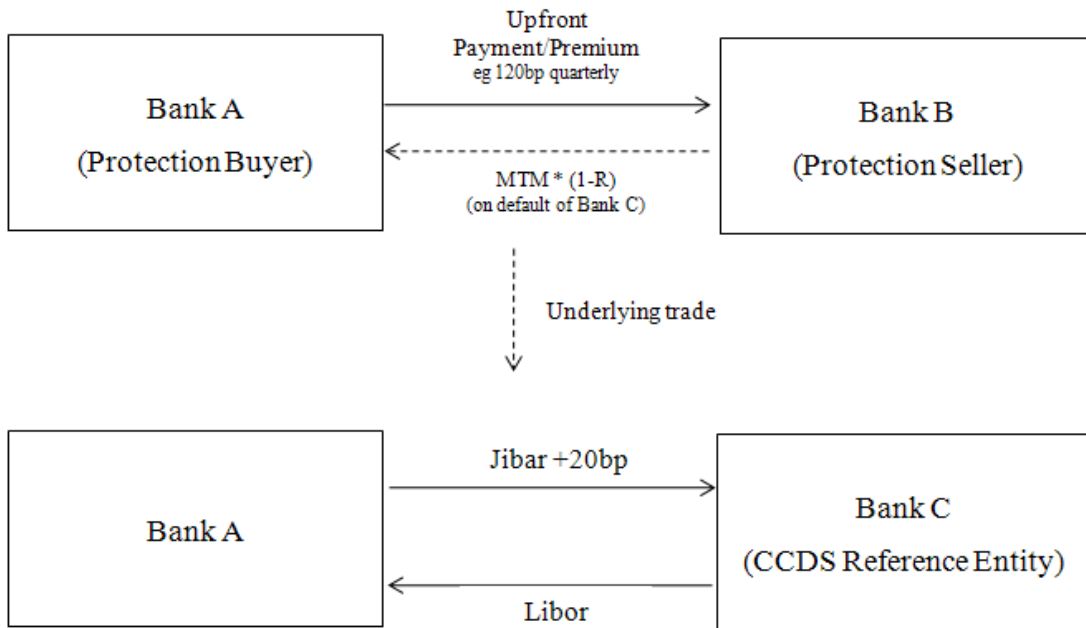 Upfront
Payment/Premium
eg 120bp quarterly
Bank A
(Protection Buyer)
Bank B
(Protection Seller)
MTM * (1-R)
(on default of Bank C)
Underlying trade
Jibar +20bp
Bank A
Bank C
(CCDS Reference Entity)
Libor